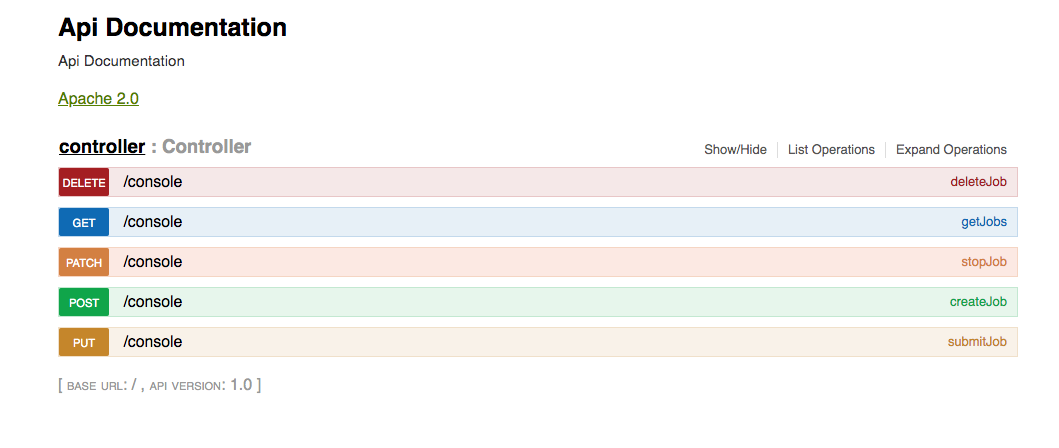 Api Documentation
Api Documentation
Apache 2.0
controller : Controller Show/Hide List Operations Expand Operations
DELETE /console deleteJob
GET /console getJobs
PATCH /console stopJob
POST /console createJob
PUT /console submitJob
[ BASE URL: / , API VERSION: 1.0 ]